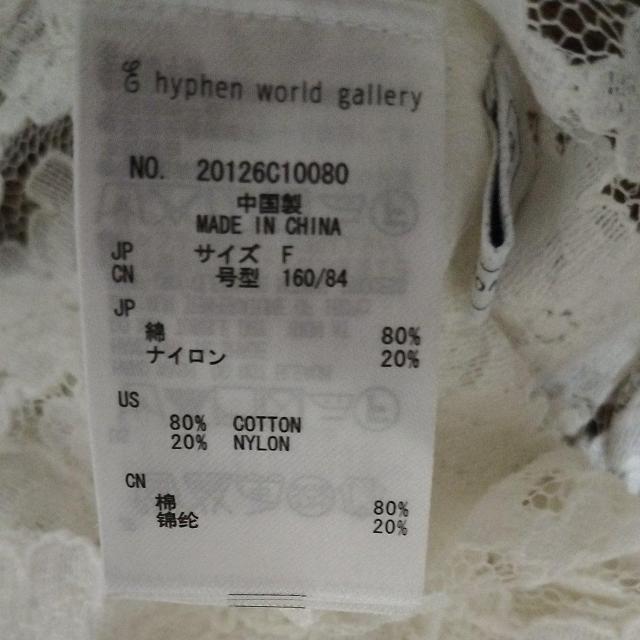 hyphen world gallery
NO. 20126C10080
中国製
MADE IN CHINA
JP サイズ F
CN 号型 160/84
JP
綿 80%
ナイロン 20%
US
80% COTTON
20% NYLON
CN
棉 80%
锦纶 20%